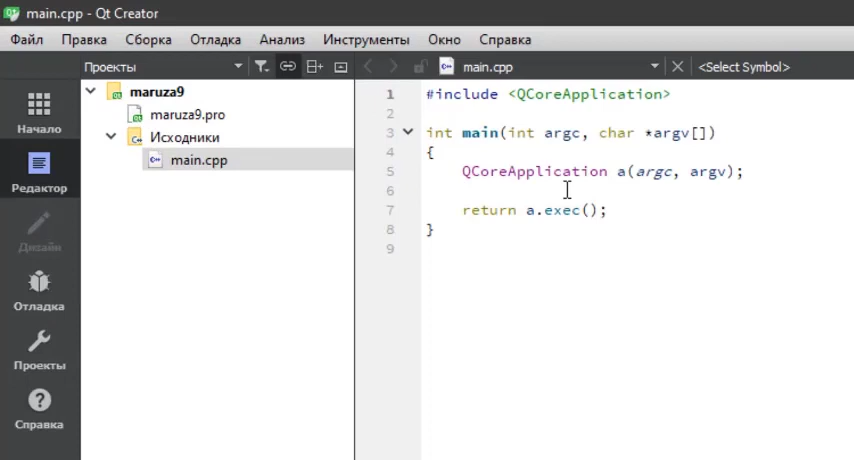 main.cpp - Qt Creator
Файл Правка Сборка Отладка Анализ Инструменты Окно Справка
Проекты
main.cpp
<Select Symbol>
Начало
Редактор
Дизайн
Отладка
Проекты
Справка
maruza9
maruza9.pro
Исходники
main.cpp
1 #include <QCoreApplication>
2
3 int main(int argc, char *argv[])
4 {
5 QCoreApplication a(argc, argv);
6
7 return a.exec();
8 }
9